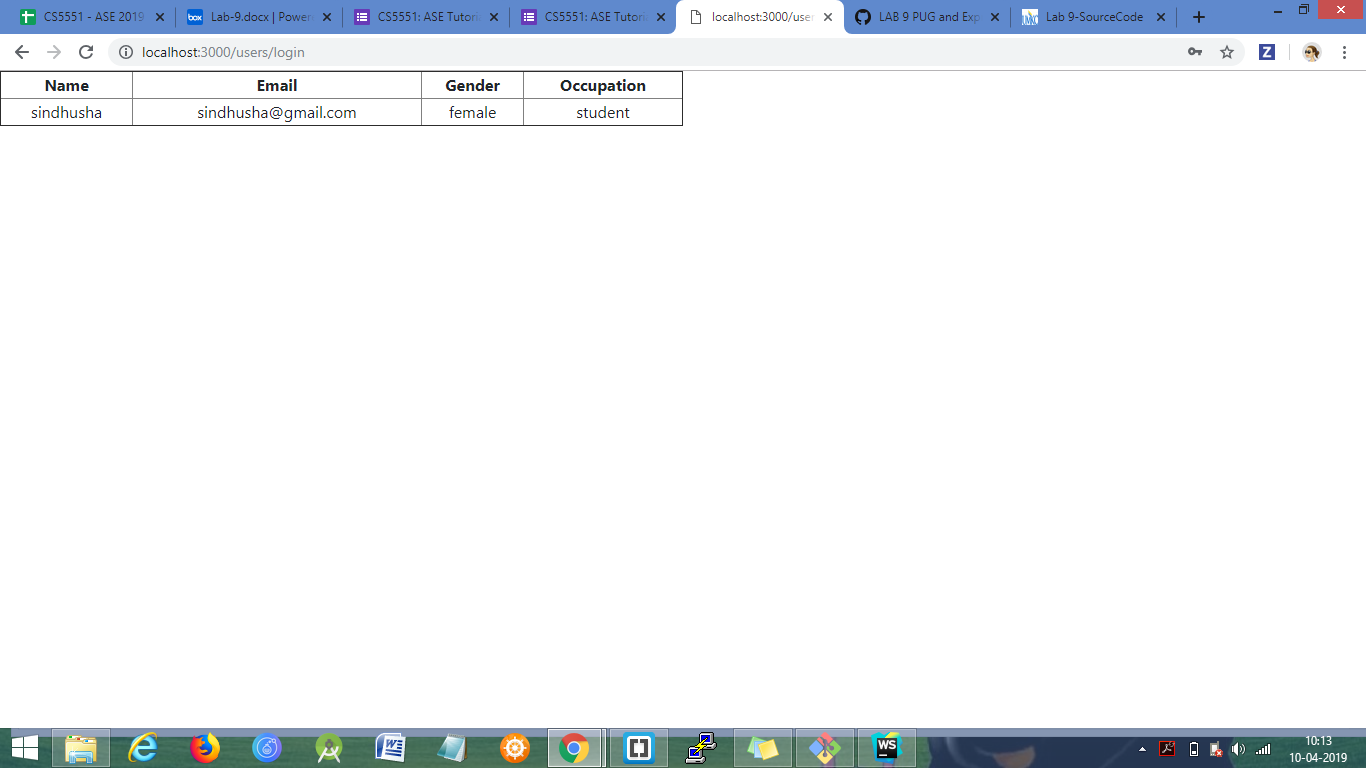 CS5551 - ASE 2019
Lab-9.docx | Power
CS5551: ASE Tutoria
CS5551: ASE Tutoria
localhost:3000/user
LAB 9 PUG and Exp
Lab 9-SourceCode
localhost:3000/users/login
Name Email Gender Occupation
sindhusha sindhusha@gmail.com female student
10:13
10-04-2019